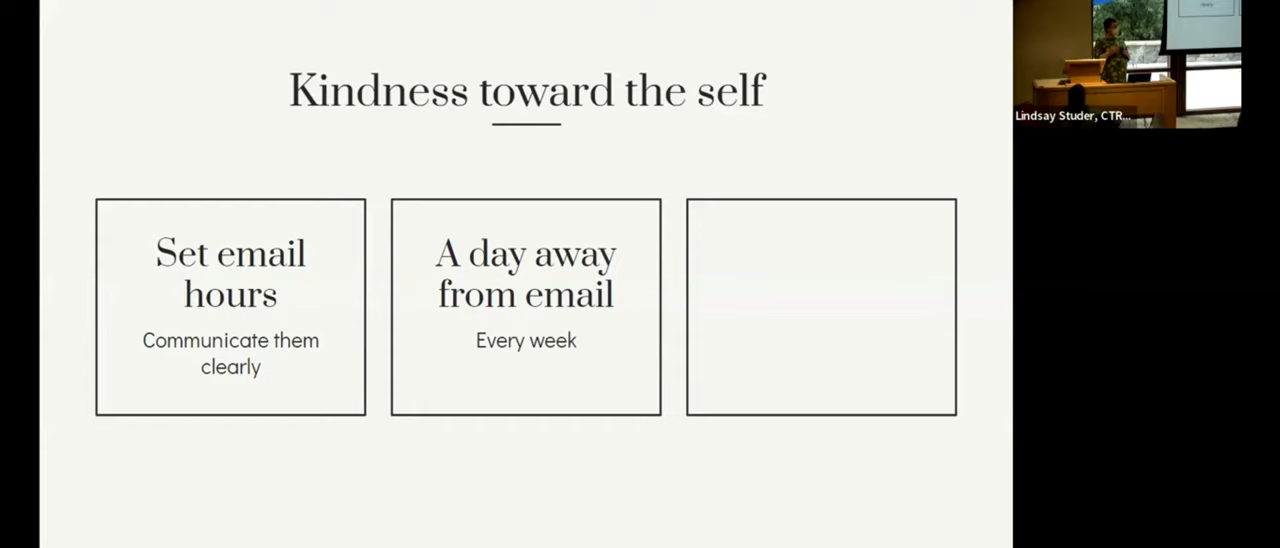 Kindness toward the self
Set email
hours
Communicate them
clearly
A day away
from email
Every week
Lindsay Studer, CTR...